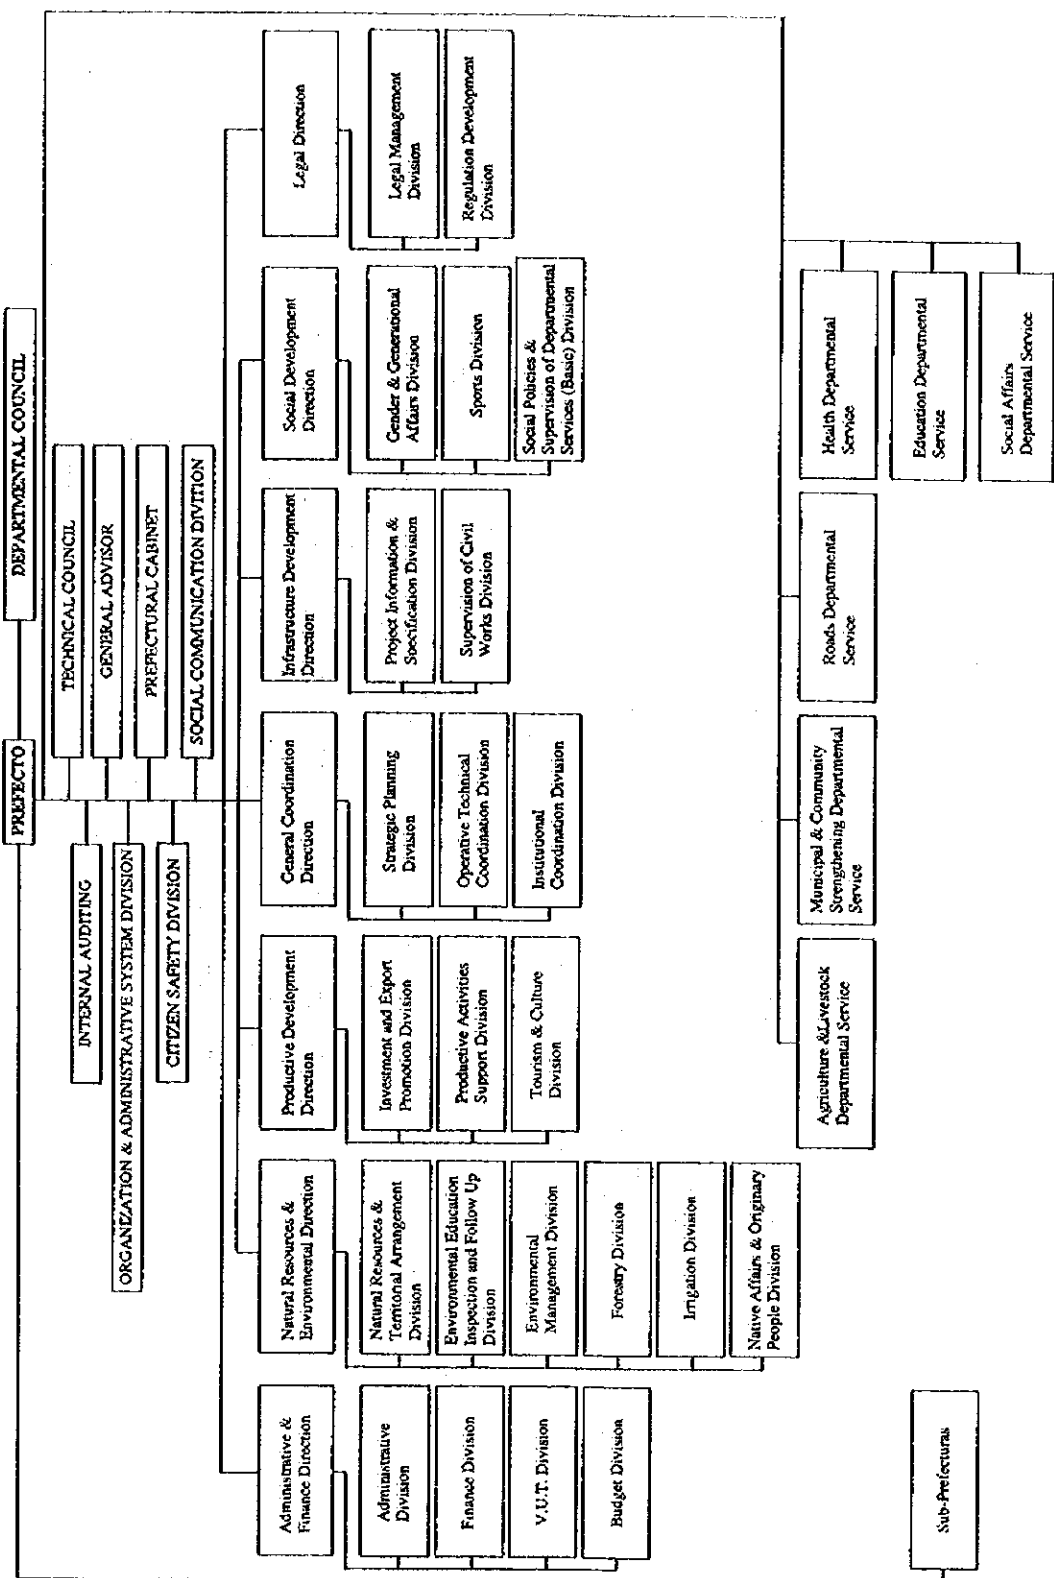 PREFECTO
DEPARTMENTAL COUNCIL
TECHNICAL COUNCIL
GENERAL ADVISOR
PREFECTURAL CABINET
SOCIAL COMMUNICATION DIVITION
INTERNAL AUDITING
ORGANIZATION & ADMINISTRATIVE SYSTEM DIVISION
CITIZEN SAFETY DIVISION
Administrative &
Finance Direction
Administrative
Division
Finance Division
V.U.T. Division
Budget Division
Natural Resources &
Environmental Direction
Natural Resources &
Territorial Arrangement
Division
Environmental Education
Inspection and Follow Up
Division
Environmental
Management Division
Forestry Division
Irrigation Division
Native Affairs & Originary
People Division
Productive Development
Direction
Investment and Export
Promotion Division
Productive Activities
Support Division
Tourism & Culture
Division
General Coordination
Direction
Strategic Planning
Division
Operative Technical
Coordination Division
Institutional
Coordination Division
Infrastructure Development
Direction
Project Information &
Specification Division
Supervision of Civil
Works Division
Social Development
Direction
Gender & Generational
Affairs Division
Sports Division
Social Policies &
Supervision of Departmental
Services (Basic) Division
Legal Direction
Legal Management
Division
Regulation Development
Division
Agriculture &Livestock
Departmental Service
Municipal & Community
Strengthening Departmental
Service
Roads Departmental
Service
Health Departmental
Service
Education Departmental
Service
Social Affairs
Departmental Service
Sub-Prefecturas